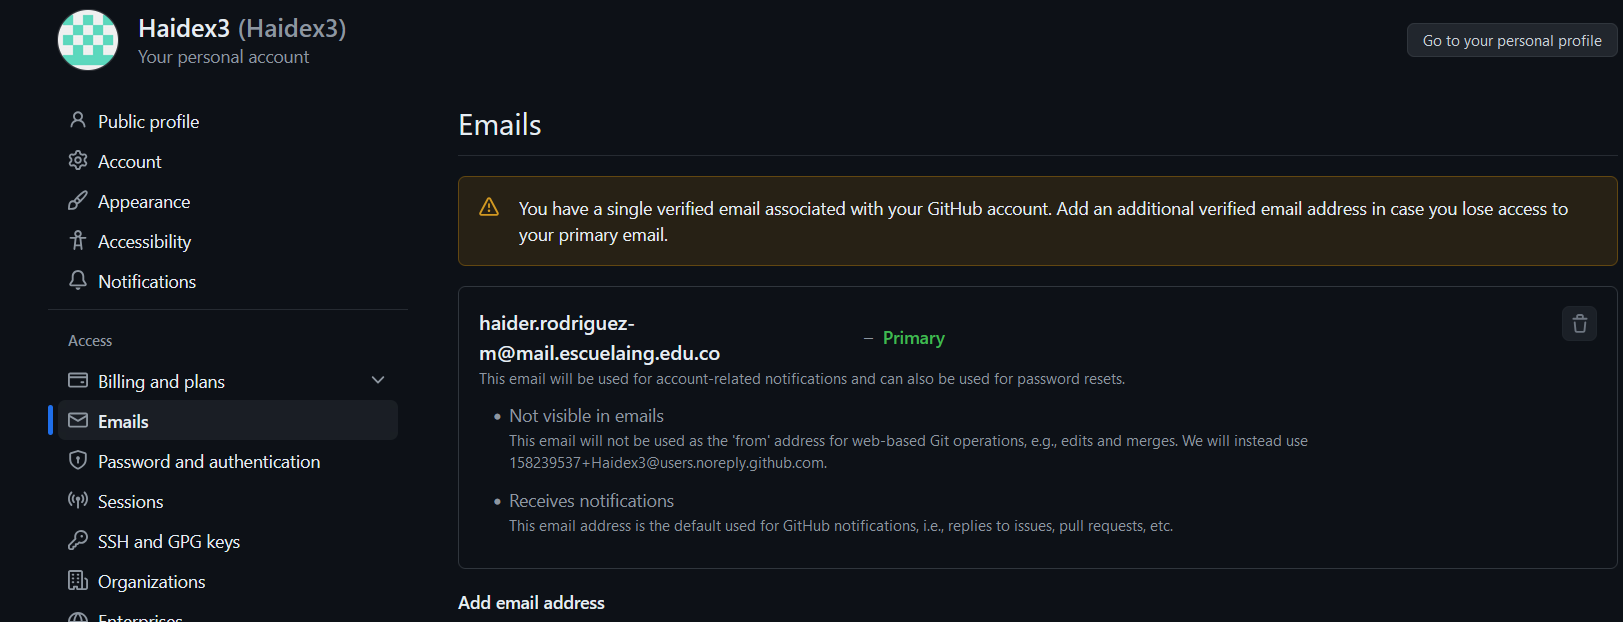 Haidex3 (Haidex3)
Your personal account
Go to your personal profile
Public profile
Account
Appearance
Accessibility
Notifications
Access
Billing and plans
Emails
Password and authentication
Sessions
SSH and GPG keys
Organizations
Enterprises
Emails
You have a single verified email associated with your GitHub account. Add an additional verified email address in case you lose access to
your primary email.
haider.rodriguez-
m@mail.escuelaing.edu.co
– Primary
This email will be used for account-related notifications and can also be used for password resets.
• Not visible in emails
This email will not be used as the 'from' address for web-based Git operations, e.g., edits and merges. We will instead use
158239537+Haidex3@users.noreply.github.com.
• Receives notifications
This email address is the default used for GitHub notifications, i.e., replies to issues, pull requests, etc.
Add email address